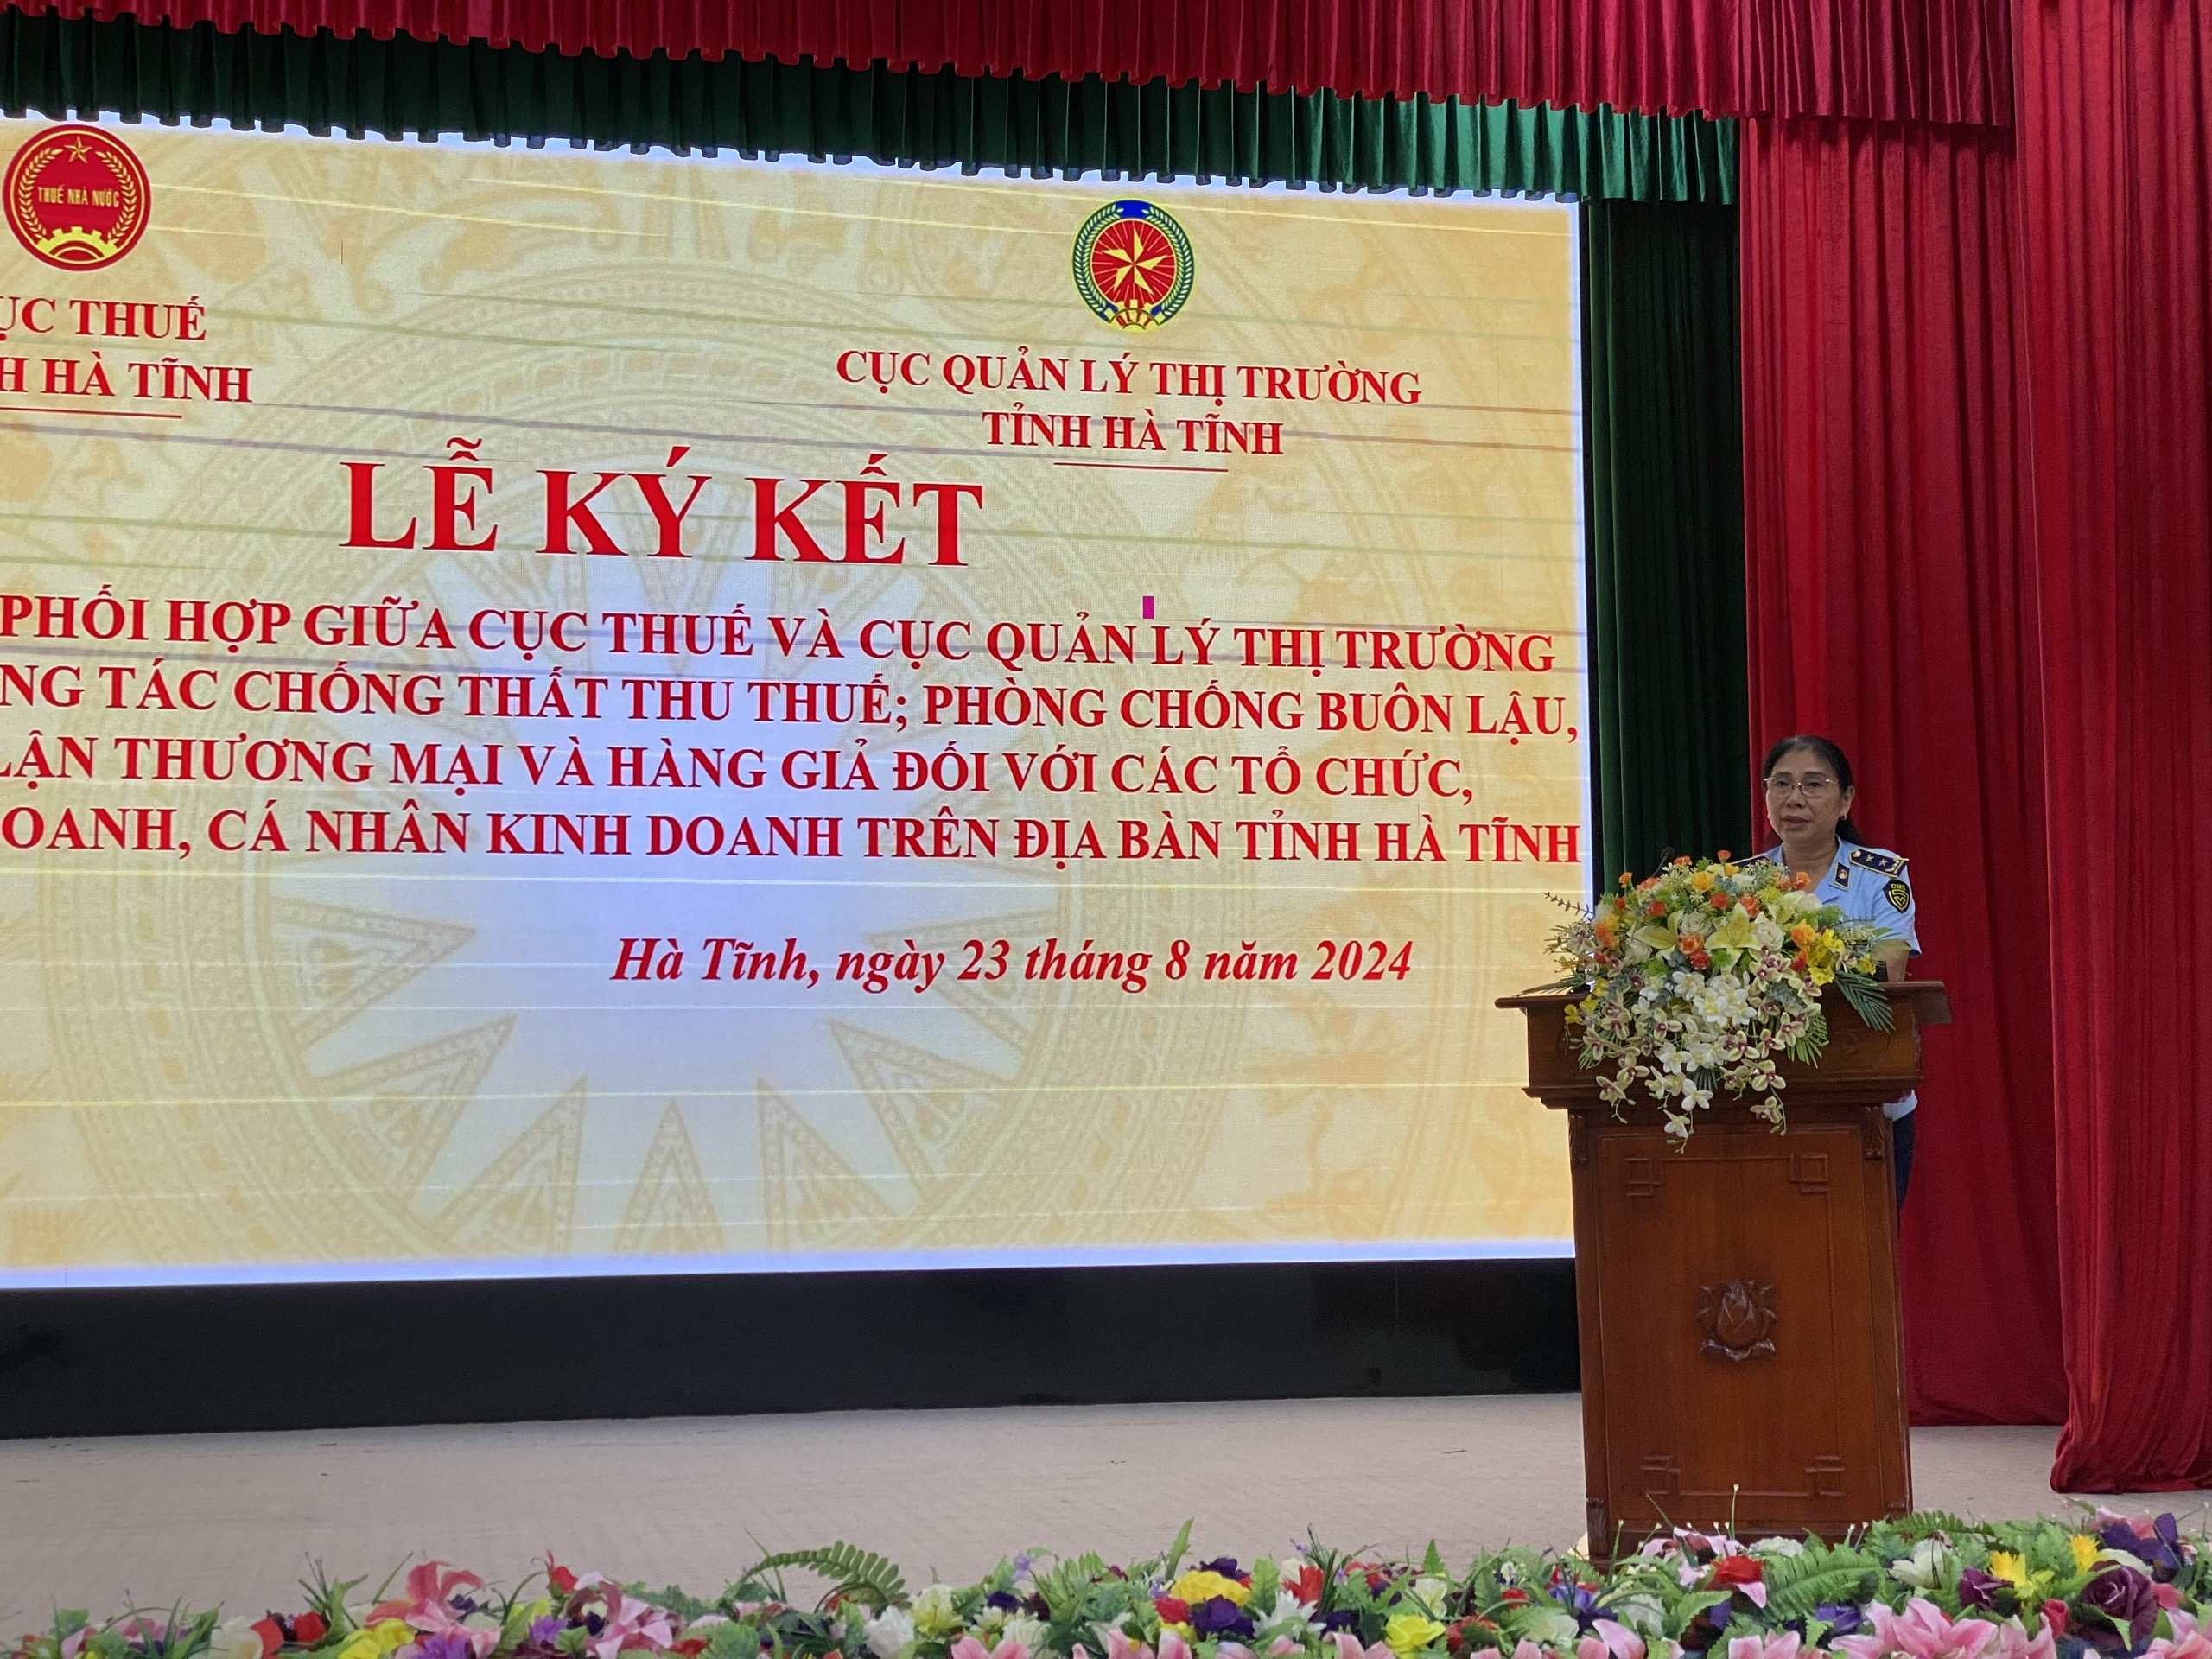 THUẾ NHÀ NƯỚC
QLTT
ỤC THUẾ
H HÀ TĨNH
CỤC QUẢN LÝ THỊ TRƯỜNG
TỈNH HÀ TĨNH
LỄ KÝ KẾT
PHỐI HỢP GIỮA CỤC THUẾ VÀ CỤC QUẢN LÝ THỊ TRƯỜNG
NG TÁC CHỐNG THẤT THU THUẾ; PHÒNG CHỐNG BUÔN LẬU,
LẬN THƯƠNG MẠI VÀ HÀNG GIẢ ĐỐI VỚI CÁC TỔ CHỨC,
OANH, CÁ NHÂN KINH DOANH TRÊN ĐỊA BÀN TỈNH HÀ TĨNH
Hà Tĩnh, ngày 23 tháng 8 năm 2024
DMS